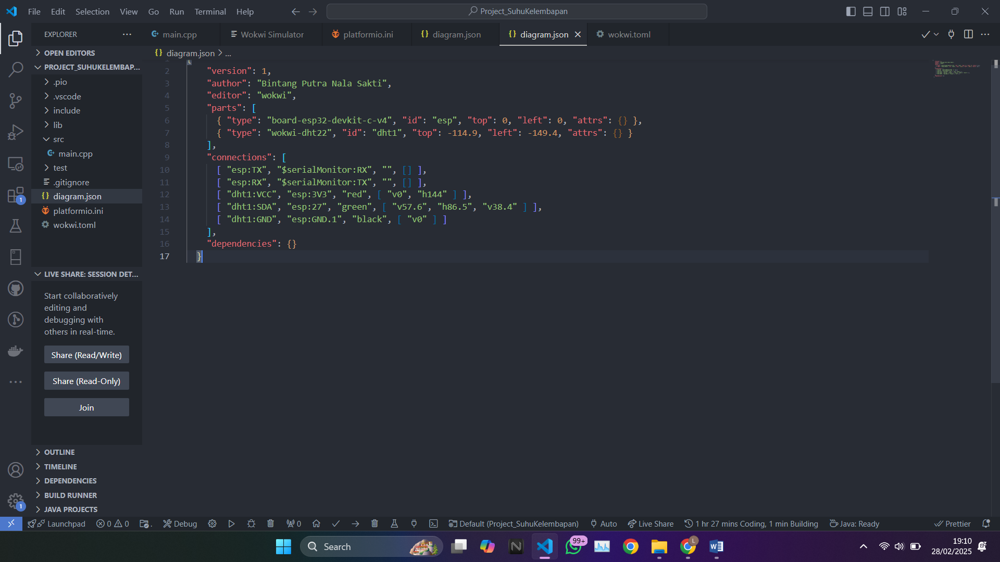 File Edit Selection View Go Run Terminal Help
Project_SuhuKelembapan
EXPLORER
main.cpp
Wokwi Simulator
platformio.ini
diagram.json
diagram.json
wokwi.toml
OPEN EDITORS
PROJECT_SUHUKELEMBAP...
.pio
.vscode
include
lib
src
main.cpp
test
.gitignore
diagram.json
platformio.ini
wokwi.toml
LIVE SHARE: SESSION DET...
Start collaboratively
editing and
debugging with
others in real-time.
Share (Read/Write)
Share (Read-Only)
Join
OUTLINE
TIMELINE
DEPENDENCIES
BUILD RUNNER
JAVA PROJECTS
1
1
{} diagram.json > ...
{
2 "version": 1,
3 "author": "Bintang Putra Nala Sakti",
4 "editor": "wokwi",
5 "parts": [
6 { "type": "board-esp32-devkit-c-v4", "id": "esp", "top": 0, "left": 0, "attrs": {} },
7 { "type": "wokwi-dht22", "id": "dht1", "top": -114.9, "left": -149.4, "attrs": {} }
8 ],
9 "connections": [
10 [ "esp:TX", "$serialMonitor:RX", "", [] ],
11 [ "esp:RX", "$serialMonitor:TX", "", [] ],
12 [ "dht1:VCC", "esp:3V3", "red", [ "v0", "h144" ] ],
13 [ "dht1:SDA", "esp:27", "green", [ "v57.6", "h86.5", "v38.4" ] ],
14 [ "dht1:GND", "esp:GND.1", "black", [ "v0" ] ]
15 ],
16 "dependencies": {}
17 }
Launchpad 0 0 Debug 0 Default (Project_SuhuKelembapan) Auto Live Share 1 hr 27 mins Coding, 1 min Building Java: Ready Prettier
Search
99+
L
19:10
28/02/2025